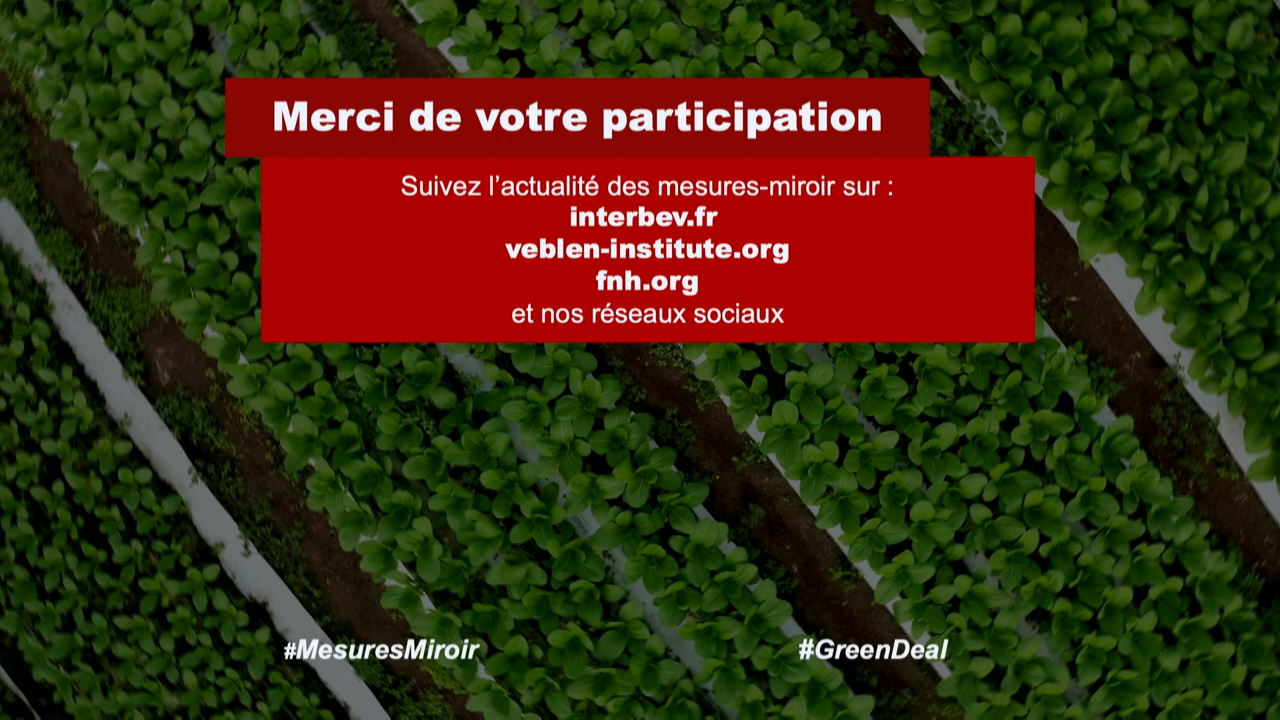 Merci de votre participation
Suivez l’actualité des mesures-miroir sur :
interbev.fr
veblen-institute.org
fnh.org
et nos réseaux sociaux
#MesuresMiroir
#GreenDeal